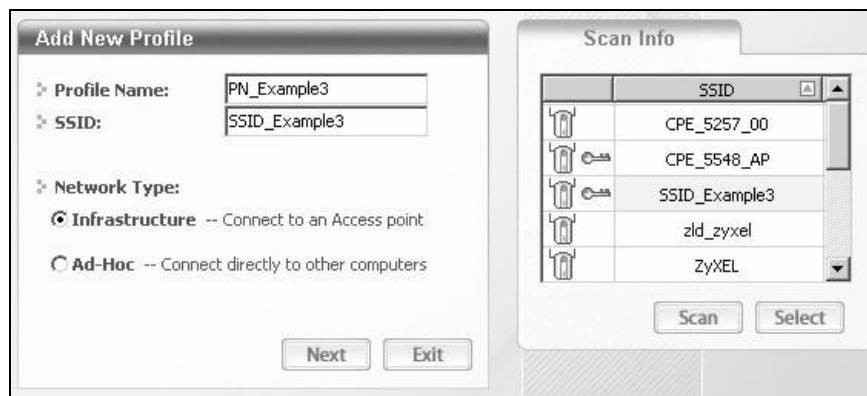 Add New Profile
Profile Name: PN_Example3
SSID: SSID_Example3
Network Type:
Infrastructure -- Connect to an Access point
Ad-Hoc -- Connect directly to other computers
Next Exit
Scan Info
SSID
CPE_5257_00
CPE_5548_AP
SSID_Example3
zld_zyxel
ZyXEL
Scan Select